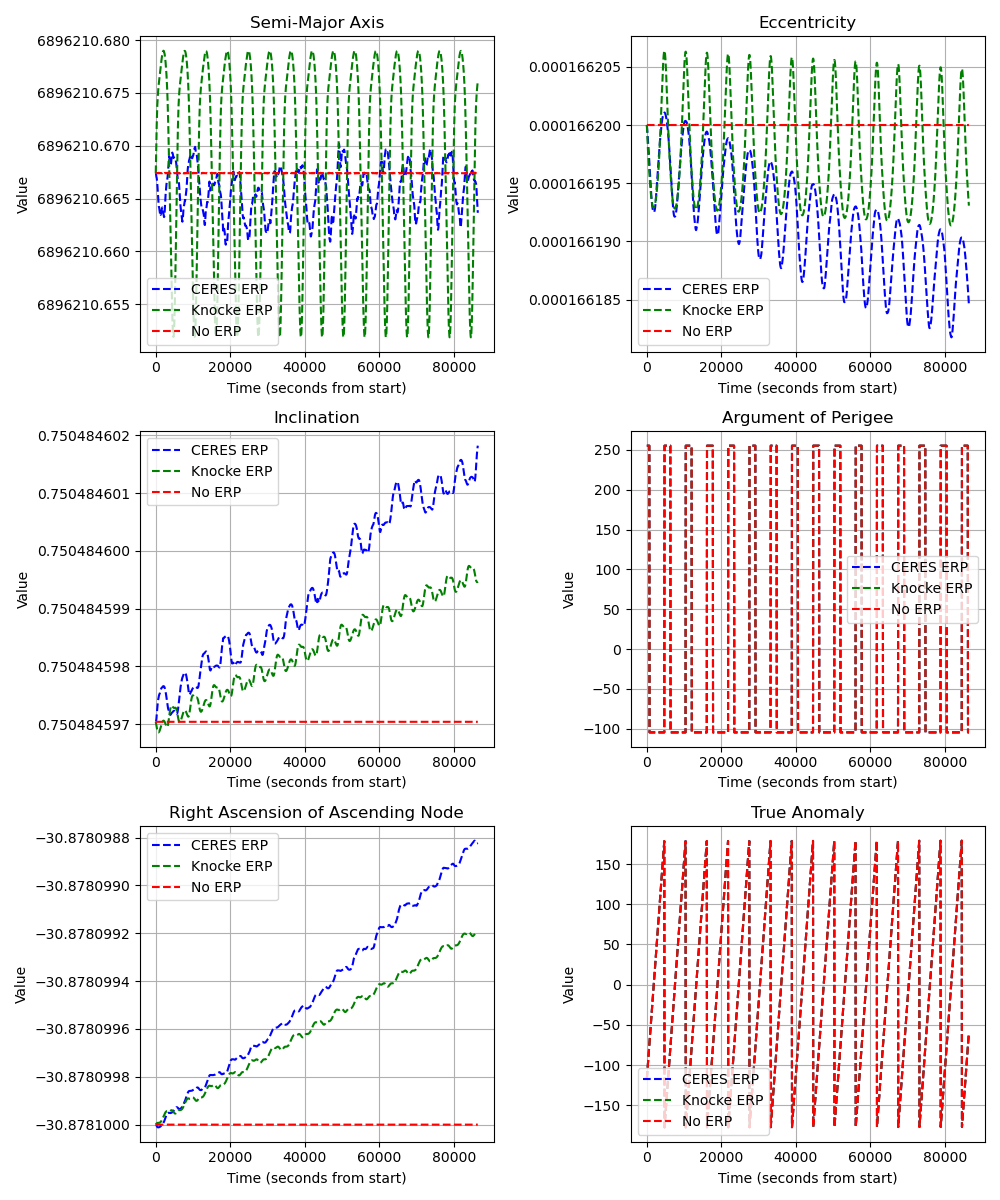 Semi-Major Axis
6896210.680
6896210.675
6896210.670
6896210.665
6896210.660
6896210.655
Value
CERES ERP
Knocke ERP
No ERP
0 20000 40000 60000 80000
Time (seconds from start)
Eccentricity
0.000166205
0.000166200
0.000166195
0.000166190
0.000166185
Value
CERES ERP
Knocke ERP
No ERP
0 20000 40000 60000 80000
Time (seconds from start)
Inclination
0.750484602
0.750484601
0.750484600
0.750484599
0.750484598
0.750484597
Value
CERES ERP
Knocke ERP
No ERP
0 20000 40000 60000 80000
Time (seconds from start)
Argument of Perigee
250
200
150
100
50
0
−50
−100
Value
CERES ERP
Knocke ERP
No ERP
0 20000 40000 60000 80000
Time (seconds from start)
Right Ascension of Ascending Node
−30.8780988
−30.8780990
−30.8780992
−30.8780994
−30.8780996
−30.8780998
−30.8781000
Value
CERES ERP
Knocke ERP
No ERP
0 20000 40000 60000 80000
Time (seconds from start)
True Anomaly
150
100
50
0
−50
−100
−150
Value
CERES ERP
Knocke ERP
No ERP
0 20000 40000 60000 80000
Time (seconds from start)